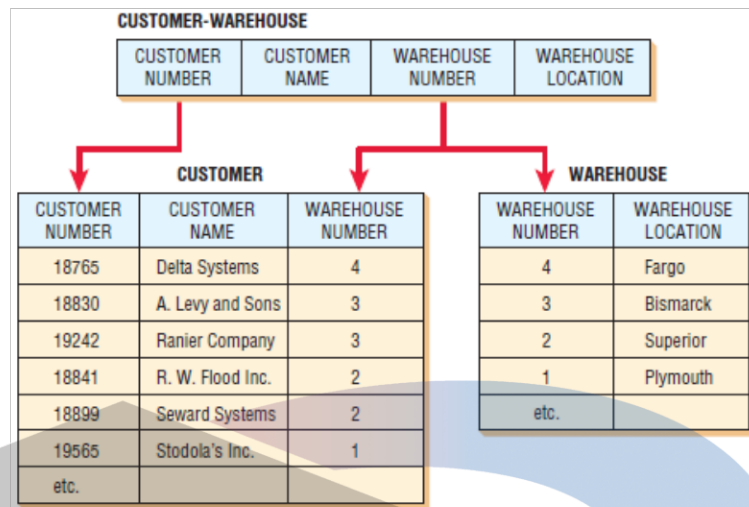 CUSTOMER-WAREHOUSE
CUSTOMER NUMBER CUSTOMER NAME WAREHOUSE NUMBER WAREHOUSE LOCATION
CUSTOMER
CUSTOMER NUMBER CUSTOMER NAME WAREHOUSE NUMBER
18765 Delta Systems 4
18830 A. Levy and Sons 3
19242 Ranier Company 3
18841 R. W. Flood Inc. 2
18899 Seward Systems 2
19565 Stodola's Inc. 1
etc.
WAREHOUSE
WAREHOUSE NUMBER WAREHOUSE LOCATION
4 Fargo
3 Bismarck
2 Superior
1 Plymouth
etc.